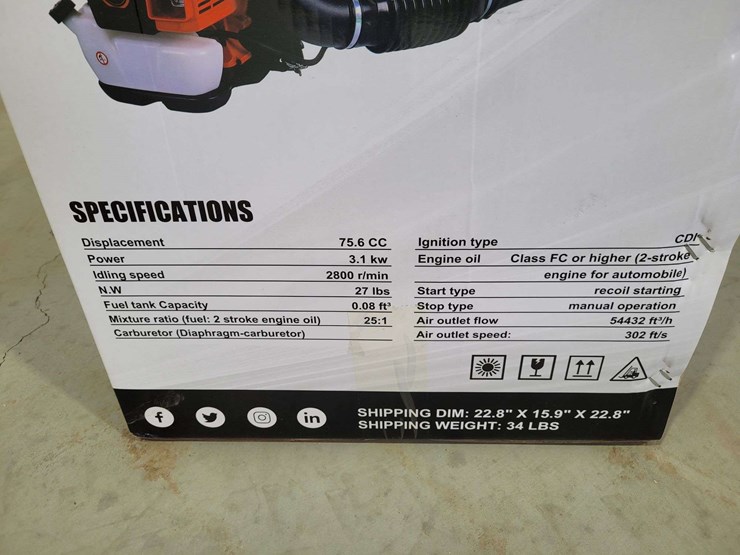 SPECIFICATIONS
Displacement 75.6 CC
Power 3.1 kw
Idling speed 2800 r/min
N.W 27 lbs
Fuel tank Capacity 0.08 ft³
Mixture ratio (fuel: 2 stroke engine oil) 25:1
Carburetor (Diaphragm-carburetor)
Ignition type CDI
Engine oil Class FC or higher (2-stroke
engine for automobile)
Start type recoil starting
Stop type manual operation
Air outlet flow 54432 ft³/h
Air outlet speed: 302 ft/s
f in
SHIPPING DIM: 22.8" X 15.9" X 22.8"
SHIPPING WEIGHT: 34 LBS